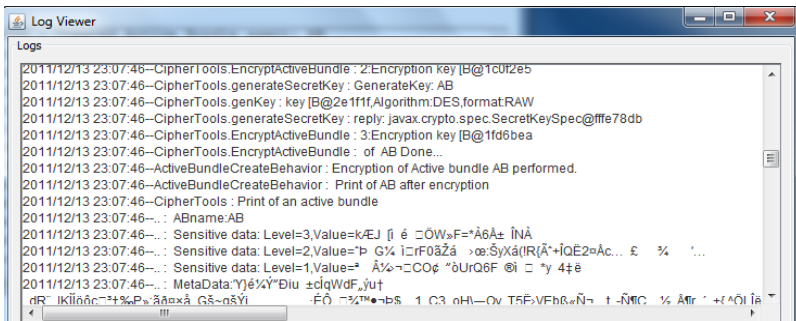 Log Viewer
Logs
2011/12/13 23:07:46--CipherTools.EncryptActiveBundle : 2:Encryption key [B@1c0f2e5
2011/12/13 23:07:46--CipherTools.generateSecretKey : GenerateKey: AB
2011/12/13 23:07:46--CipherTools.genKey : key [B@2e1f1f,Algorithm:DES,format:RAW
2011/12/13 23:07:46--CipherTools.generateSecretKey : reply: javax.crypto.spec.SecretKeySpec@fffe78db
2011/12/13 23:07:46--CipherTools.EncryptActiveBundle : 3:Encryption key [B@1fd6bea
2011/12/13 23:07:46--CipherTools.EncryptActiveBundle : of AB Done...
2011/12/13 23:07:46--ActiveBundleCreateBehavior : Encryption of Active bundle AB performed.
2011/12/13 23:07:46--ActiveBundleCreateBehavior : Print of AB after encryption
2011/12/13 23:07:46--CipherTools : Print of an active bundle
2011/12/13 23:07:46--.. : ABname:AB
2011/12/13 23:07:46--.. : Sensitive data: Level=3,Value=
2011/12/13 23:07:46--.. : Sensitive data: Level=2,Value=
2011/12/13 23:07:46--.. : Sensitive data: Level=1,Value=
2011/12/13 23:07:46--.. : MetaData: